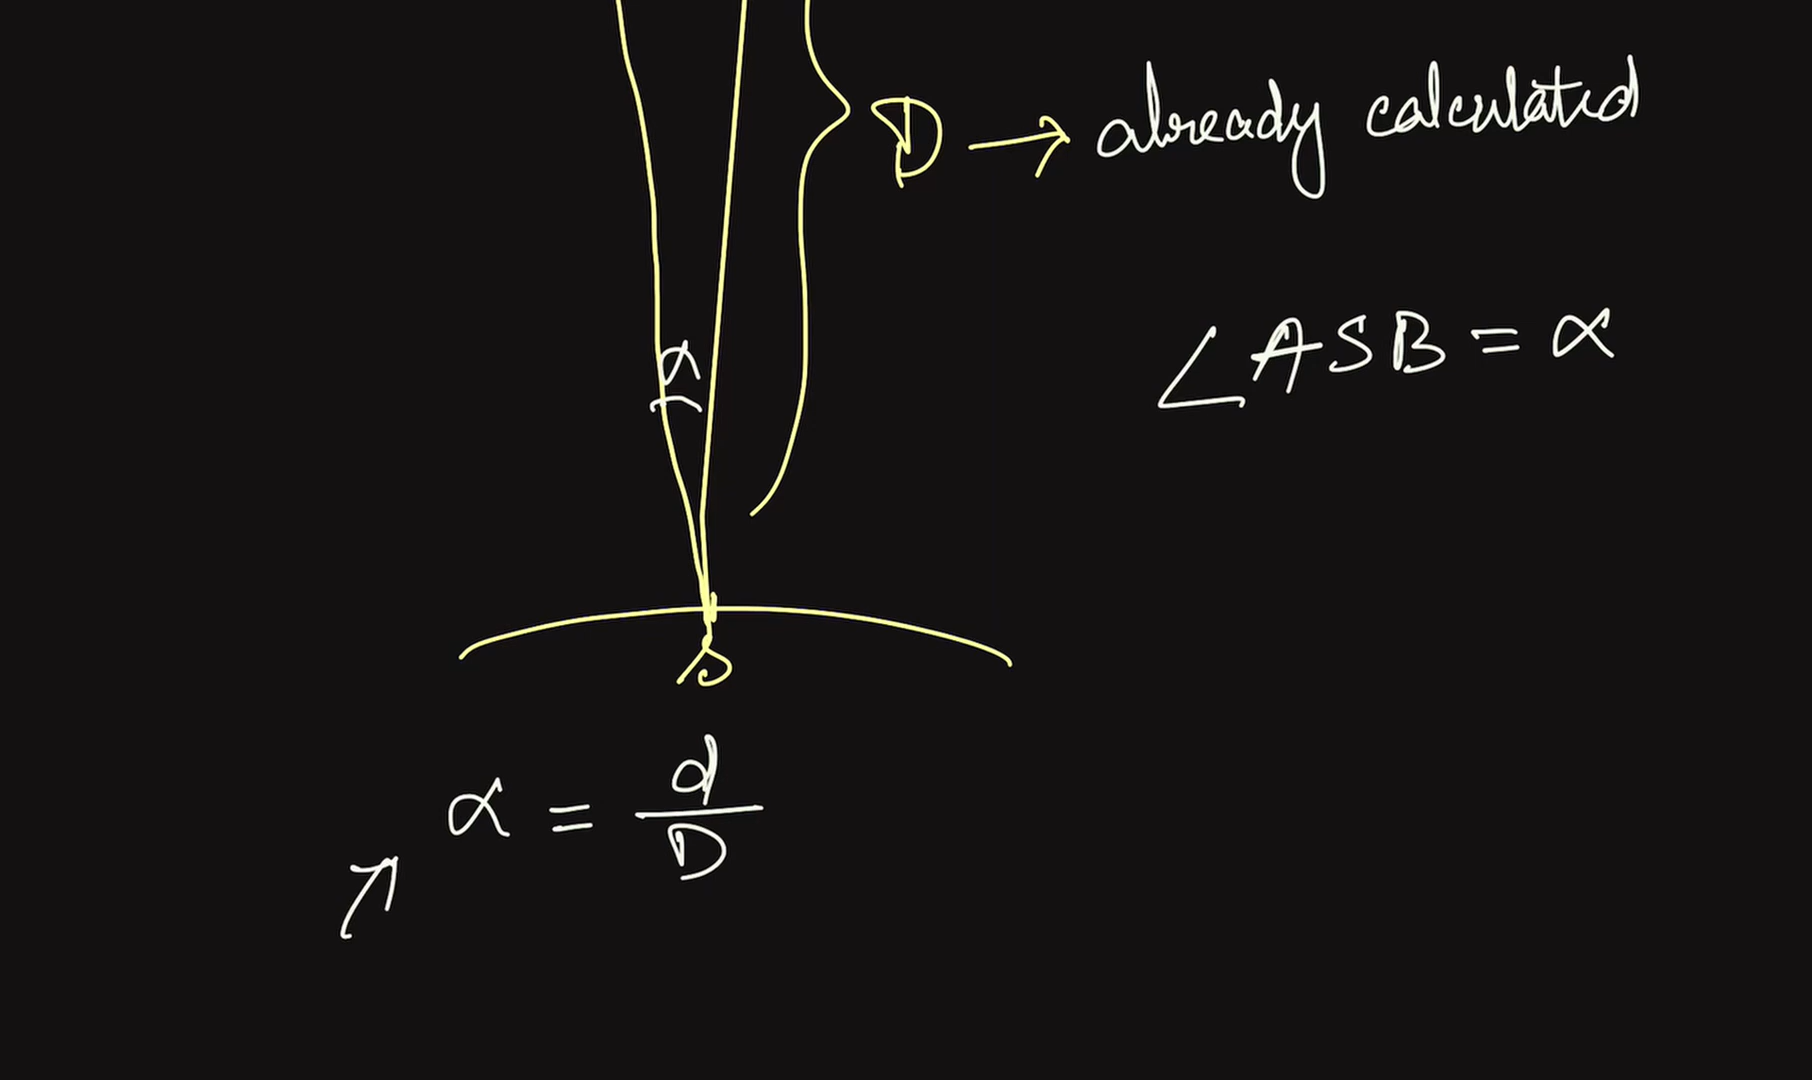 D → already calculated
∠ASB = α
α
S
α = d/D